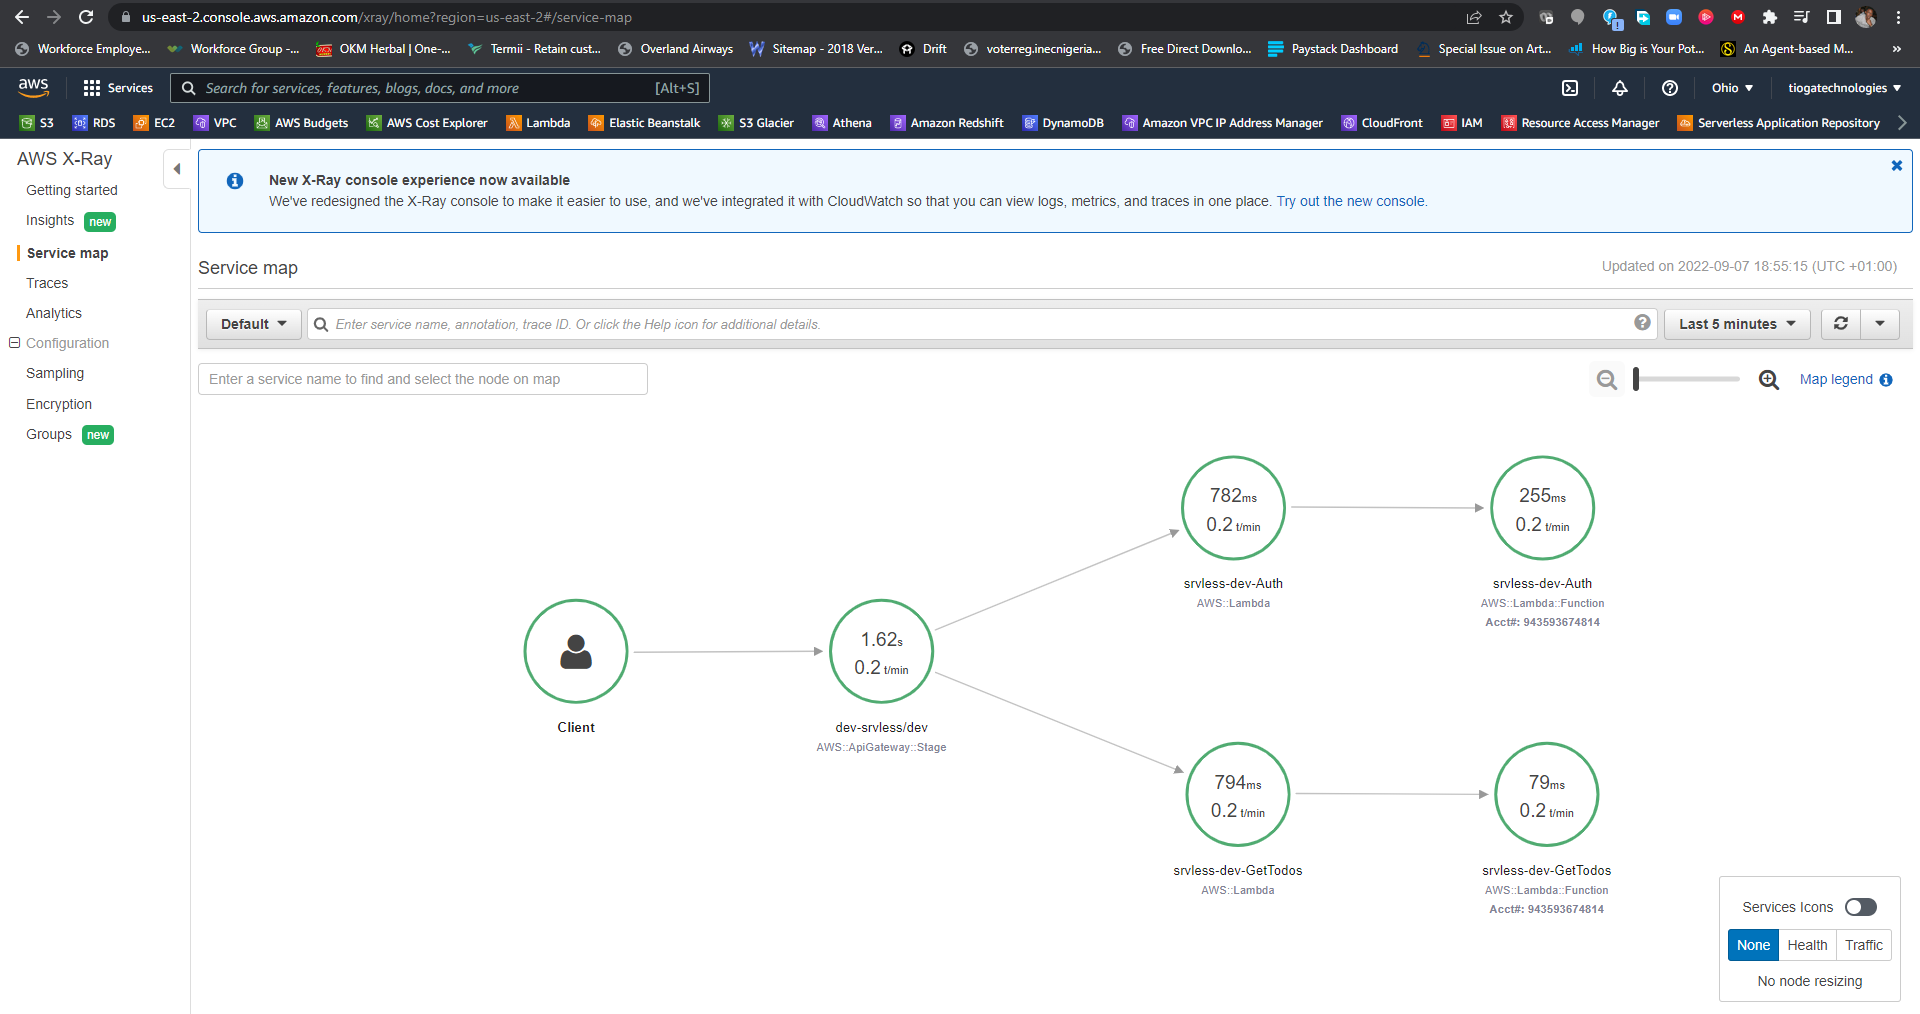 us-east-2.console.aws.amazon.com/xray/home?region=us-east-2#/service-map
Workforce Employe... Workforce Group -... OKM Herbal | One-... Termii - Retain cust... Overland Airways Sitemap - 2018 Ver... Drift voterreg.inecnigeria... Free Direct Downlo... Paystack Dashboard Special Issue on Art... How Big is Your Pot... An Agent-based M... »
aws Services Search for services, features, blogs, docs, and more [Alt+S] Ohio tiogatechnologies
S3 RDS EC2 VPC AWS Budgets AWS Cost Explorer Lambda Elastic Beanstalk S3 Glacier Athena Amazon Redshift DynamoDB Amazon VPC IP Address Manager CloudFront IAM Resource Access Manager Serverless Application Repository
AWS X-Ray
Getting started
Insights new
Service map
Traces
Analytics
Configuration
Sampling
Encryption
Groups new
New X-Ray console experience now available
We've redesigned the X-Ray console to make it easier to use, and we've integrated it with CloudWatch so that you can view logs, metrics, and traces in one place. Try out the new console.
Service map Updated on 2022-09-07 18:55:15 (UTC +01:00)
Default Enter service name, annotation, trace ID. Or click the Help icon for additional details. Last 5 minutes
Enter a service name to find and select the node on map Map legend
782ms
0.2 t/min
srvless-dev-Auth
AWS::Lambda
255ms
0.2 t/min
srvless-dev-Auth
AWS::Lambda::Function
Acct#: 943593674814
Client
1.62s
0.2 t/min
dev-srvless/dev
AWS::ApiGateway::Stage
794ms
0.2 t/min
srvless-dev-GetTodos
AWS::Lambda
79ms
0.2 t/min
srvless-dev-GetTodos
AWS::Lambda::Function
Acct#: 943593674814
Services Icons
None Health Traffic
No node resizing